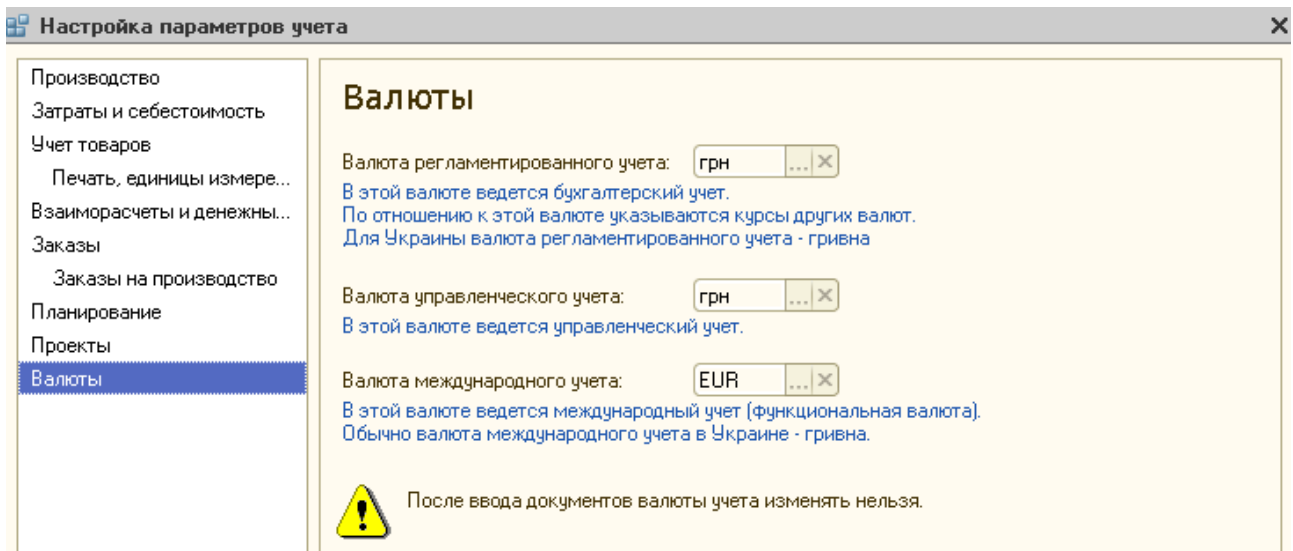 Настройка параметров учета
Производство
Затраты и себестоимость
Учет товаров
Печать, единицы измере...
Взаиморасчеты и денежны...
Заказы
Заказы на производство
Планирование
Проекты
Валюты
Валюты
Валюта регламентированного учета: грн ...
В этой валюте ведется бухгалтерский учет.
По отношению к этой валюте указываются курсы других валют.
Для Украины валюта регламентированного учета - гривна
Валюта управленческого учета: грн ...
В этой валюте ведется управленческий учет.
Валюта международного учета: EUR ...
В этой валюте ведется международный учет (функциональная валюта).
Обычно валюта международного учета в Украине - гривна.
После ввода документов валюты учета изменять нельзя.